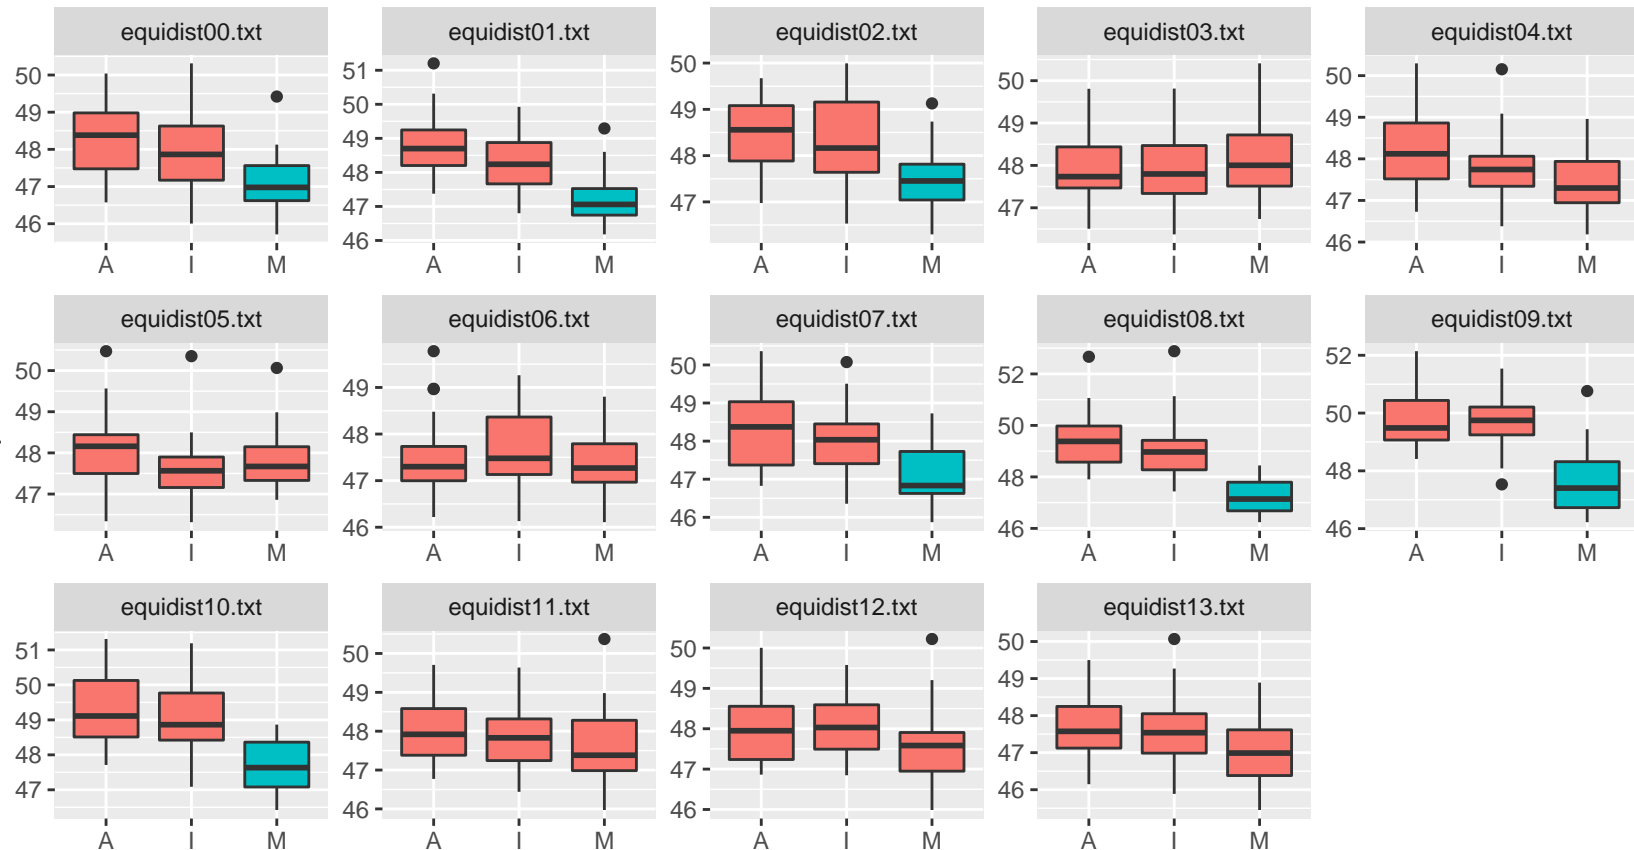 equidist00.txt equidist01.txt equidist02.txt equidist03.txt equidist04.txt
50 49 48 47 46 51 50 49 48 47 46 50 49 48 47 50 49 48 47 50 49 48 47 46
A I M A I M A I M A I M A I M
equidist05.txt equidist06.txt equidist07.txt equidist08.txt equidist09.txt
50 49 48 47 49 48 47 46 50 49 48 47 46 52 50 48 46 52 50 48 46
A I M A I M A I M A I M A I M
equidist10.txt equidist11.txt equidist12.txt equidist13.txt
51 50 49 48 47 50 49 48 47 46 50 49 48 47 46 50 49 48 47 46
A I M A I M A I M A I M